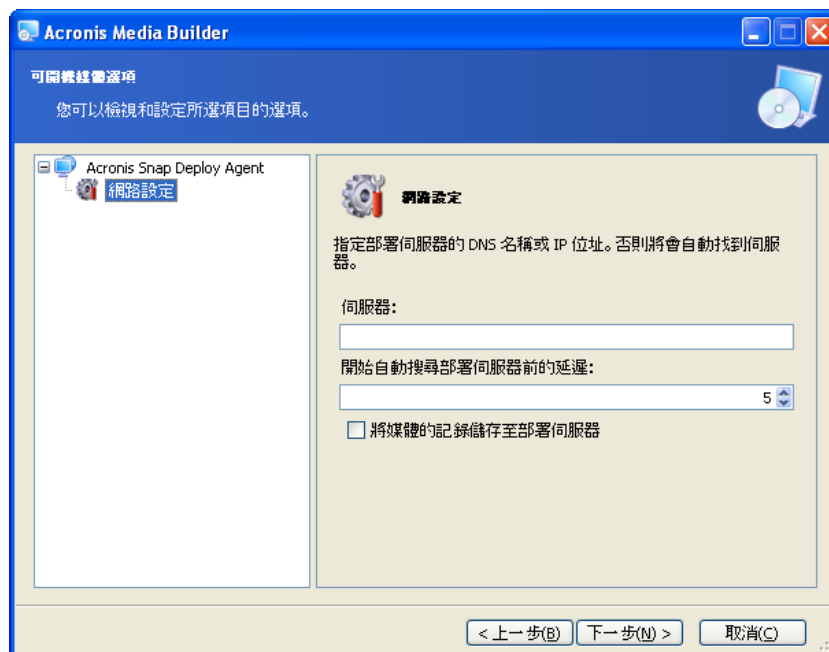 Acronis Media Builder
可開機媒體選項
您可以檢視和設定所選項目的選項。
Acronis Snap Deploy Agent
網路設定
網路設定
指定部署伺服器的 DNS 名稱或 IP 位址。否則將會自動找到伺服
器。
伺服器:
開始自動搜尋部署伺服器前的延遲:
5
將媒體的記錄儲存至部署伺服器
< 上一步(B)
下一步(N) >
取消(C)